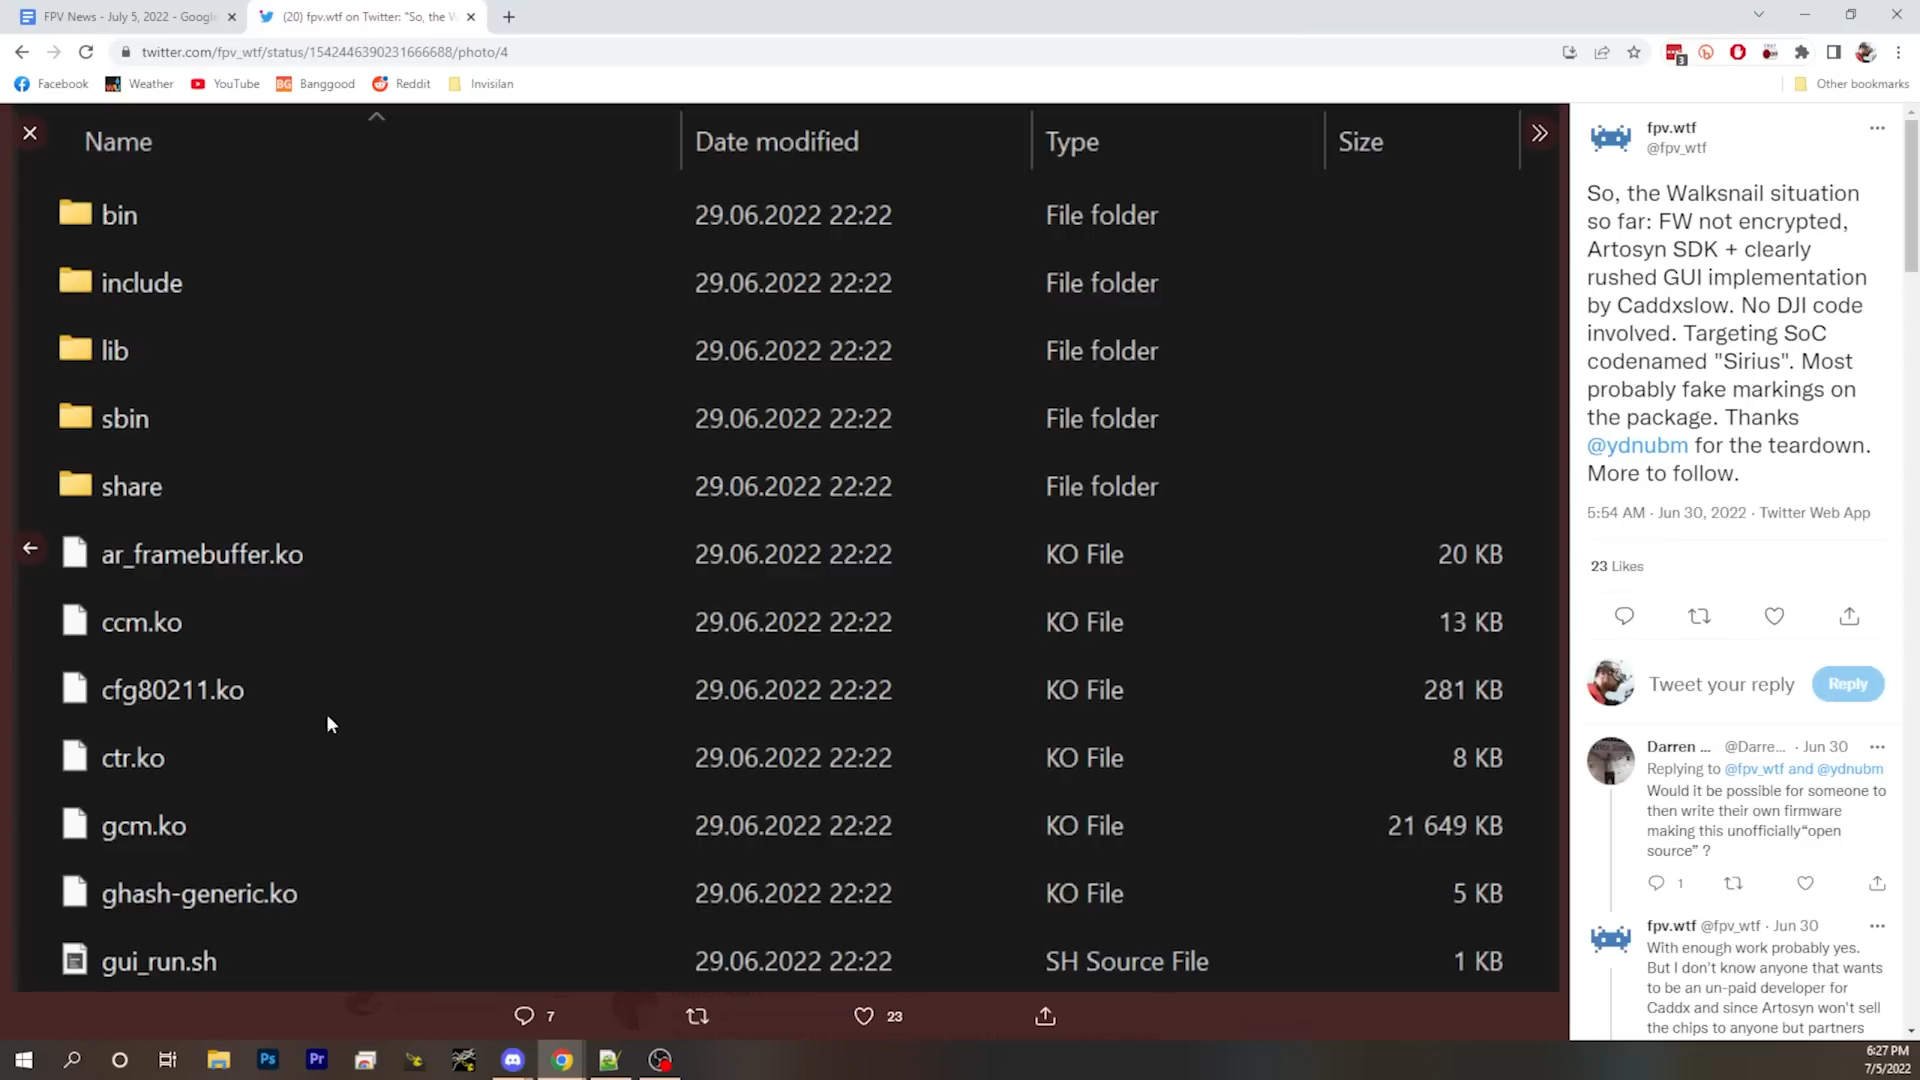 FPV News - July 5, 2022 - Google
(20) fpv.wtf on Twitter: "So, the W
twitter.com/fpv_wtf/status/1542446390231666688/photo/4
3
Facebook
Weather
YouTube
BG Banggood
Reddit
Invisilan
Other bookmarks
Name Date modified Type Size
bin 29.06.2022 22:22 File folder
include 29.06.2022 22:22 File folder
lib 29.06.2022 22:22 File folder
sbin 29.06.2022 22:22 File folder
share 29.06.2022 22:22 File folder
ar_framebuffer.ko 29.06.2022 22:22 KO File 20 KB
ccm.ko 29.06.2022 22:22 KO File 13 KB
cfg80211.ko 29.06.2022 22:22 KO File 281 KB
ctr.ko 29.06.2022 22:22 KO File 8 KB
gcm.ko 29.06.2022 22:22 KO File 21 649 KB
ghash-generic.ko 29.06.2022 22:22 KO File 5 KB
gui_run.sh 29.06.2022 22:22 SH Source File 1 KB
7
23
fpv.wtf
@fpv_wtf
So, the Walksnail situation
so far: FW not encrypted,
Artosyn SDK + clearly
rushed GUI implementation
by Caddxslow. No DJI code
involved. Targeting SoC
codenamed "Sirius". Most
probably fake markings on
the package. Thanks
@ydnubm for the teardown.
More to follow.
5:54 AM · Jun 30, 2022 · Twitter Web App
23 Likes
Tweet your reply
Reply
Darren ... @Darre... · Jun 30
Replying to @fpv_wtf and @ydnubm
Would it be possible for someone to
then write their own firmware
making this unofficially“open
source” ?
1
fpv.wtf @fpv_wtf · Jun 30
With enough work probably yes.
But I don't know anyone that wants
to be an un-paid developer for
Caddx and since Artosyn won't sell
the chips to anyone but partners
Ps
Pr
6:27 PM
7/5/2022